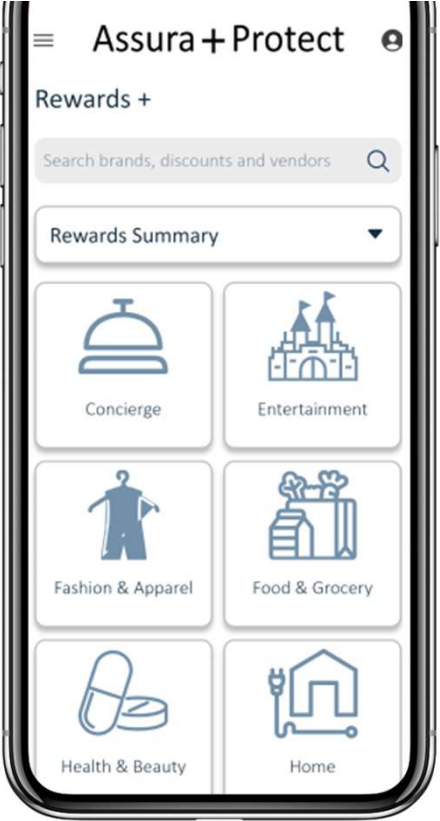 Assura+Protect
Rewards +
Search brands, discounts and vendors
Rewards Summary
Concierge
Entertainment
Fashion & Apparel
Food & Grocery
Health & Beauty
Home